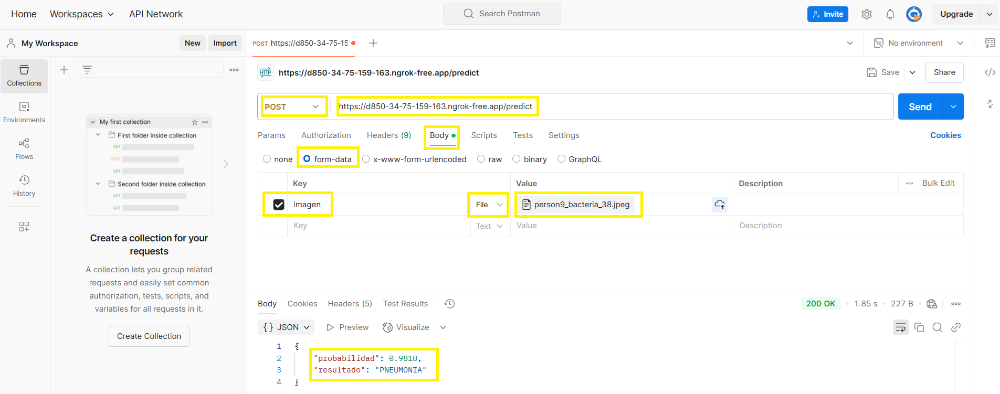 Home Workspaces API Network Search Postman Invite Upgrade
My Workspace New Import POST https://d850-34-75-15 No environment
Collections
Environments
Flows
History
My first collection
First folder inside collection
GET
POST
GET
Second folder inside collection
GET
GET
Create a collection for your
requests
A collection lets you group related
requests and easily set common
authorization, tests, scripts, and
variables for all requests in it.
Create Collection
HTTP https://d850-34-75-159-163.ngrok-free.app/predict Save Share
POST https://d850-34-75-159-163.ngrok-free.app/predict Send
Params Authorization Headers (9) Body Scripts Tests Settings Cookies
none form-data x-www-form-urlencoded raw binary GraphQL
Key Value Description Bulk Edit
imagen File person9_bacteria_38.jpeg
Key Text Value Description
Body Cookies Headers (5) Test Results 200 OK 1.85 s 227 B
{} JSON Preview Visualize
1 {
2 "probabilidad": 0.9818,
3 "resultado": "PNEUMONIA"
4 }